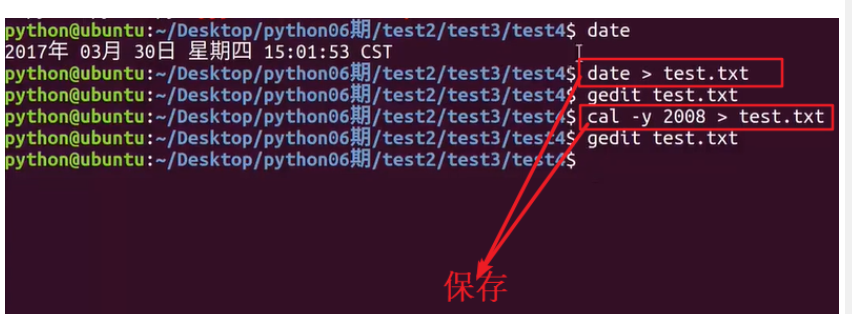 python@ubuntu:~/Desktop/python06期/test2/test3/test4$ date
2017年 03月 30日 星期四 15:01:53 CST
python@ubuntu:~/Desktop/python06期/test2/test3/test4$ date > test.txt
python@ubuntu:~/Desktop/python06期/test2/test3/test4$ gedit test.txt
python@ubuntu:~/Desktop/python06期/test2/test3/test4$ cal -y 2008 > test.txt
python@ubuntu:~/Desktop/python06期/test2/test3/test4$ gedit test.txt
python@ubuntu:~/Desktop/python06期/test2/test3/test4$
保存